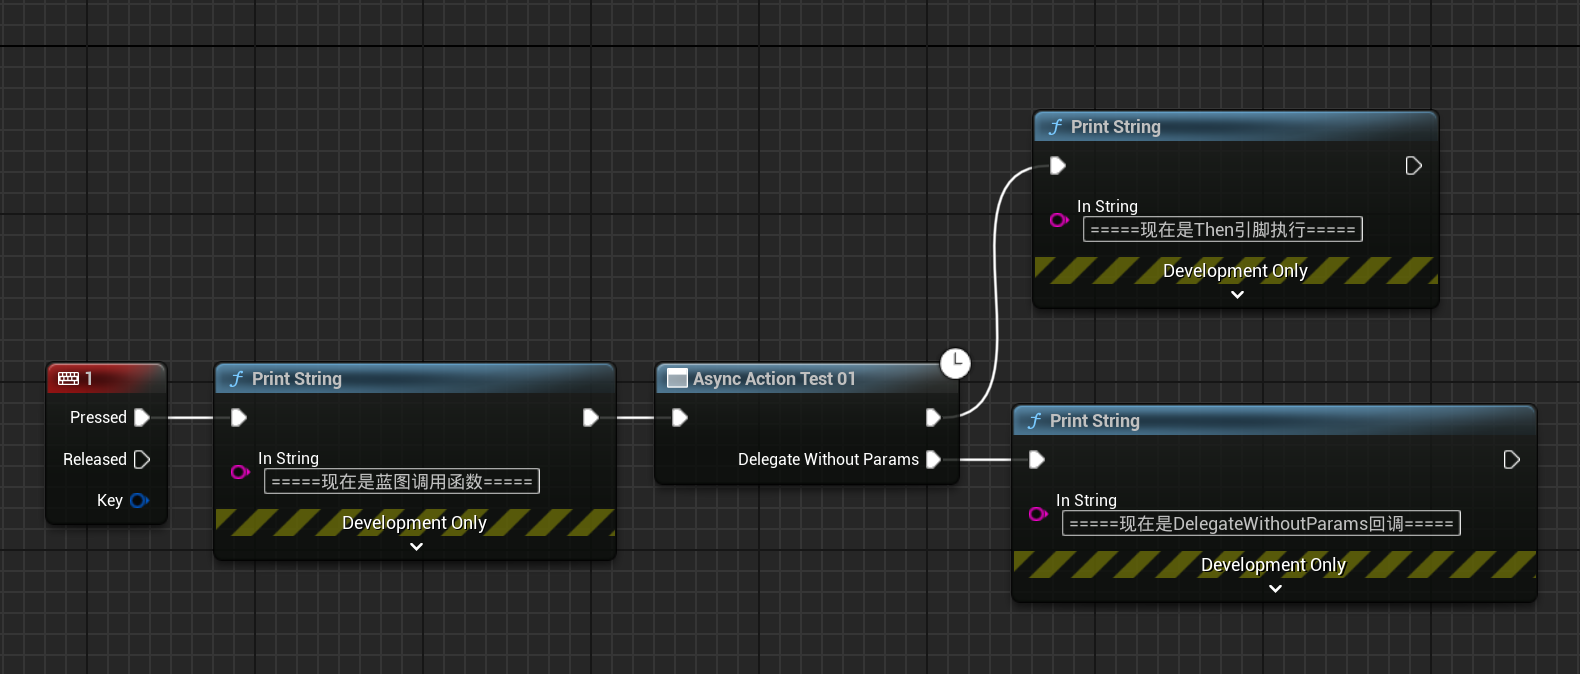 1
Pressed
Released
Key
Print String
In String
=====现在是蓝图调用函数=====
Development Only
Async Action Test 01
Delegate Without Params
Print String
In String
=====现在是Then引脚执行=====
Development Only
Print String
In String
=====现在是DelegateWithoutParams回调=====
Development Only